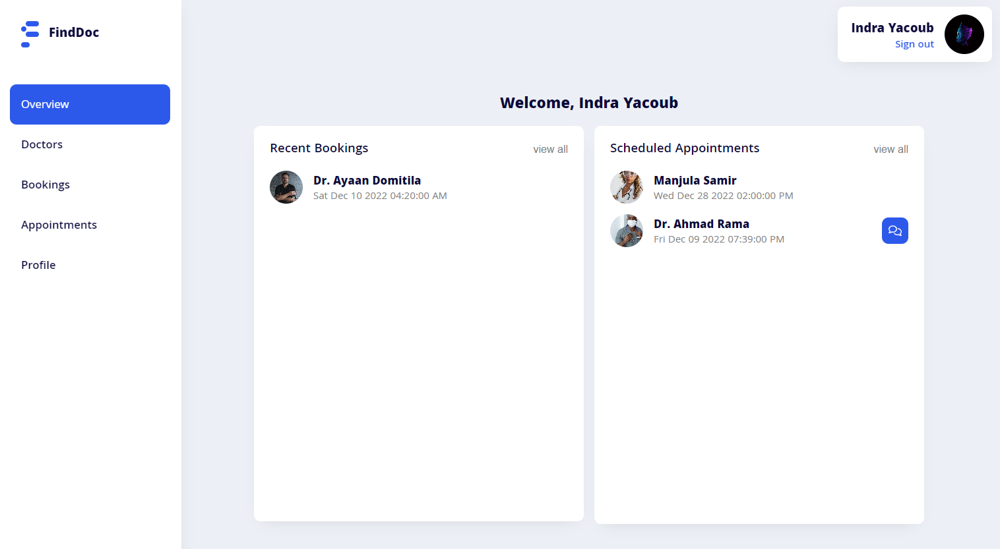 FindDoc
Overview
Doctors
Bookings
Appointments
Profile
Indra Yacoub
Sign out
Welcome, Indra Yacoub
Recent Bookings
view all
Dr. Ayaan Domitila
Sat Dec 10 2022 04:20:00 AM
Scheduled Appointments
view all
Manjula Samir
Wed Dec 28 2022 02:00:00 PM
Dr. Ahmad Rama
Fri Dec 09 2022 07:39:00 PM